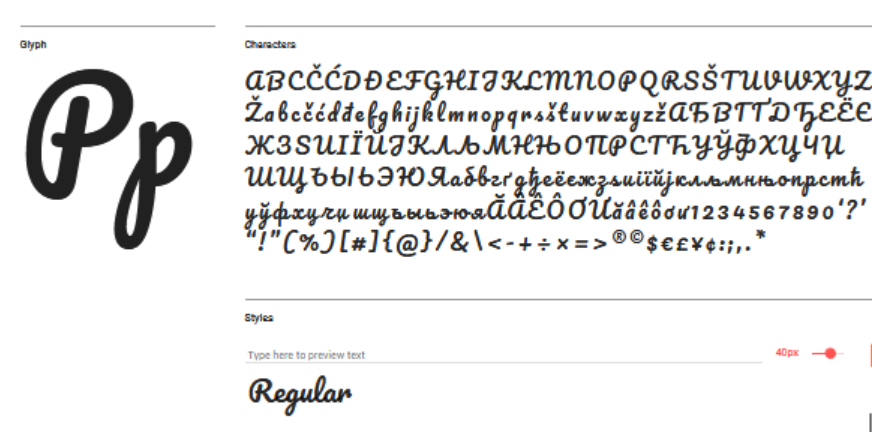 Glyph
Pp
Characters
ABCČĆDĐEFGHIJKLMNOPQRSŠTUVWXYZ
Žabcčćdđefghijklmnopqrsštuvwxyzž АБВГҐДЂЕЁЄ
ЖЗЅИІЇЙЈКЛЉМНЊОПРСТЋУЎФХЦЧЏ
ШЩЪЫЬЭЮЯабвгґдђеёєжзѕиіїйјклљмнњопрстћ
уўфхцчџшщъыьэюяĂÂÊÔƠƯăâêôơư1234567890‘?’
“!”(%)[#]{@}/&\<-+÷×=>®©$€£¥¢:;,.*
Styles
Type here to preview text
40px
Regular